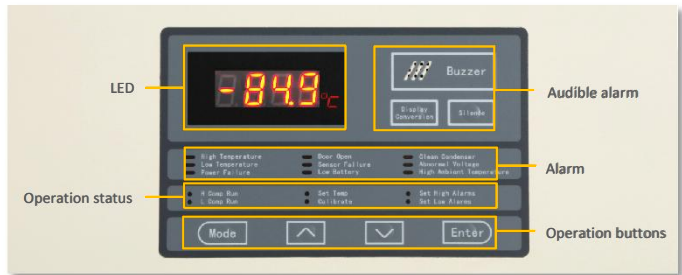 LED
-84.9 °C
Buzzer
Display Conversion
Silence
Audible alarm
High Temperature
Door Open
Clean Condenser
Low Temperature
Sensor Failure
Abnormal Voltage
Power Failure
Low Battery
High Ambient Temperature
Alarm
Operation status
H Comp Run
Set Temp
Set High Alarms
L Comp Run
Calibrate
Set Low Alarms
Mode
Enter
Operation buttons